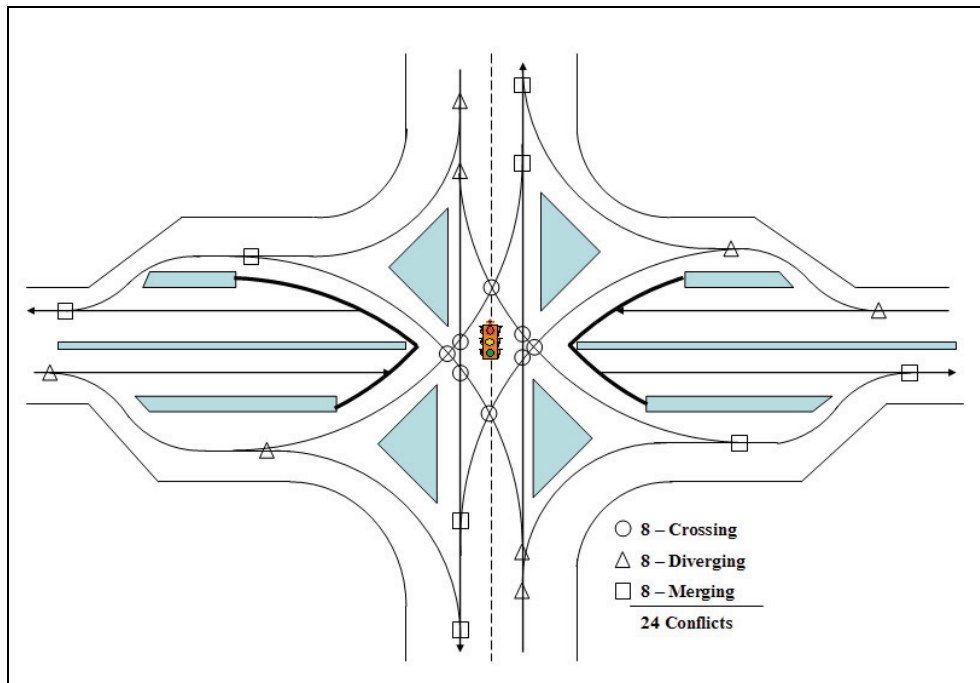 8 – Crossing
8 – Diverging
8 – Merging
24 Conflicts